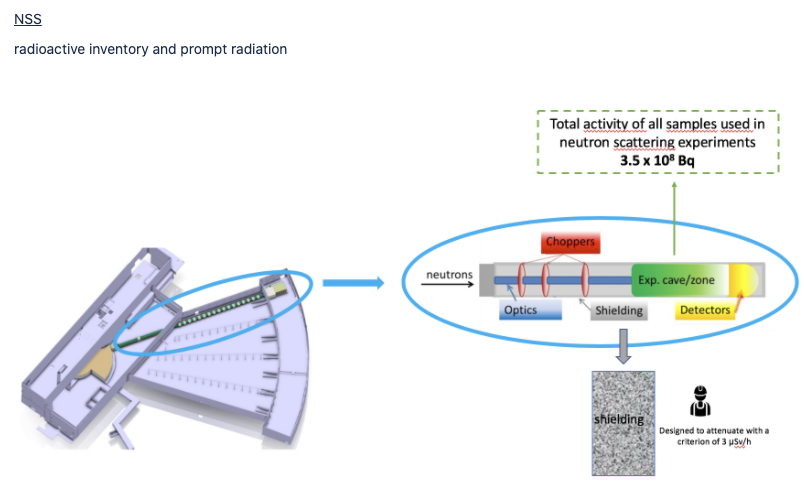 NSS
radioactive inventory and prompt radiation
Total activity of all samples used in
neutron scattering experiments
3.5 x 10⁸ Bq
Choppers
neutrons
Exp. cave/zone
Optics
Shielding
Detectors
shielding
Designed to attenuate with a
criterion of 3 μSv/h